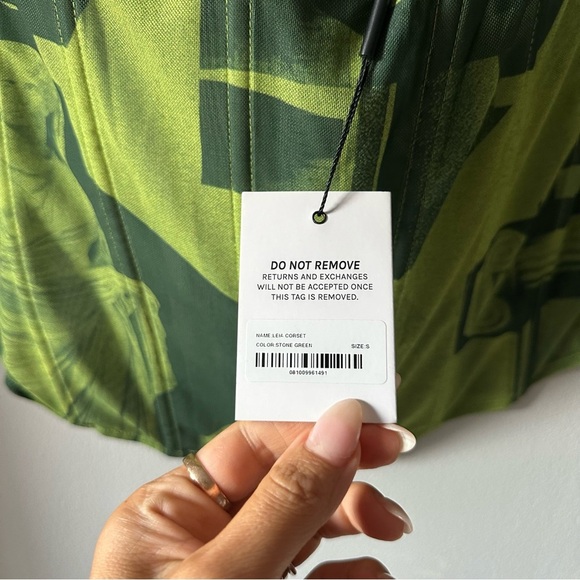 DO NOT REMOVE
RETURNS AND EXCHANGES
WILL NOT BE ACCEPTED ONCE
THIS TAG IS REMOVED.
NAME:LEIA CORSET
COLOR:STONE GREEN SIZE:S
081009961491